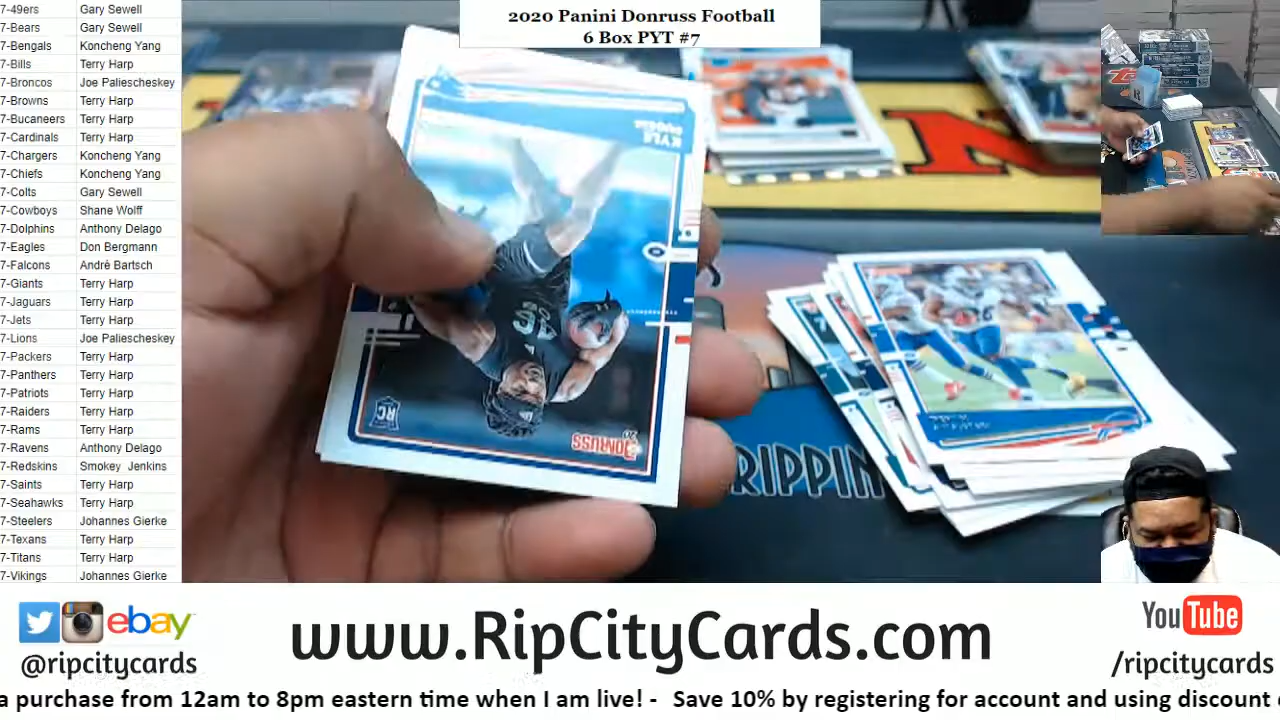 2020 Panini Donruss Football
6 Box PYT #7
7-49ers Gary Sewell
7-Bears Gary Sewell
7-Bengals Koncheng Yang
7-Bills Terry Harp
7-Broncos Joe Paliescheskey
7-Browns Terry Harp
7-Bucaneers Terry Harp
7-Cardinals Terry Harp
7-Chargers Koncheng Yang
7-Chiefs Koncheng Yang
7-Colts Gary Sewell
7-Cowboys Shane Wolff
7-Dolphins Anthony Delago
7-Eagles Don Bergmann
7-Falcons Andrè Bartsch
7-Giants Terry Harp
7-Jaguars Terry Harp
7-Jets Terry Harp
7-Lions Joe Paliescheskey
7-Packers Terry Harp
7-Panthers Terry Harp
7-Patriots Terry Harp
7-Raiders Terry Harp
7-Rams Terry Harp
7-Ravens Anthony Delago
7-Redskins Smokey Jenkins
7-Saints Terry Harp
7-Seahawks Terry Harp
7-Steelers Johannes Gierke
7-Texans Terry Harp
7-Titans Terry Harp
7-Vikings Johannes Gierke
KYLE
DUGGER
RC
DONRUSS
RIPPIN
ebay
@ripcitycards
www.RipCityCards.com
YouTube
/ripcitycards
a purchase from 12am to 8pm eastern time when I am live! - Save 10% by registering for account and using discount